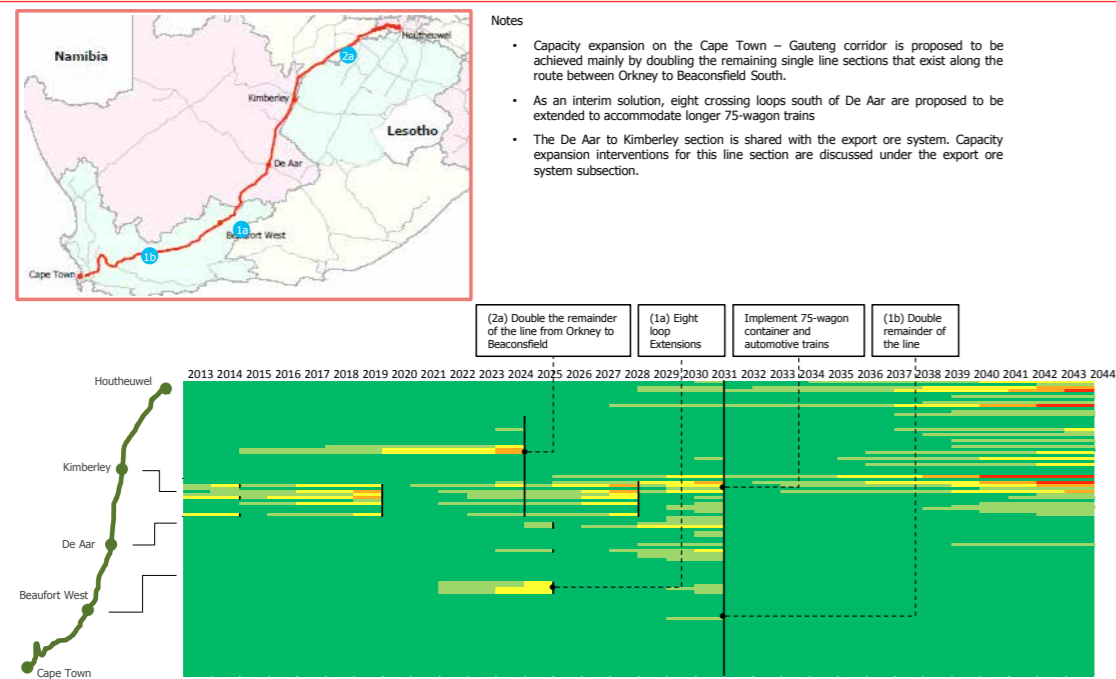 Namibia
Houtheuwel
2a
Kimberley
Lesotho
De Aar
1a
Beaufort West
1b
Cape Town
Notes
• Capacity expansion on the Cape Town – Gauteng corridor is proposed to be
achieved mainly by doubling the remaining single line sections that exist along the
route between Orkney to Beaconsfield South.
• As an interim solution, eight crossing loops south of De Aar are proposed to be
extended to accommodate longer 75-wagon trains
• The De Aar to Kimberley section is shared with the export ore system. Capacity
expansion interventions for this line section are discussed under the export ore
system subsection.
(2a) Double the remainder
of the line from Orkney to
Beaconsfield
(1a) Eight
loop
Extensions
Implement 75-wagon
container and
automotive trains
(1b) Double
remainder of
the line
2013 2014 2015 2016 2017 2018 2019 2020 2021 2022 2023 2024 2025 2026 2027 2028 2029 2030 2031 2032 2033 2034 2035 2036 2037 2038 2039 2040 2041 2042 2043 2044
Houtheuwel
Kimberley
De Aar
Beaufort West
Cape Town